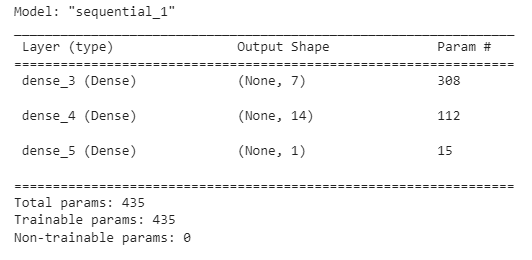 Model: "sequential_1"
_________________________________________________________________
Layer (type) Output Shape Param #
=================================================================
dense_3 (Dense) (None, 7) 308
dense_4 (Dense) (None, 14) 112
dense_5 (Dense) (None, 1) 15
=================================================================
Total params: 435
Trainable params: 435
Non-trainable params: 0